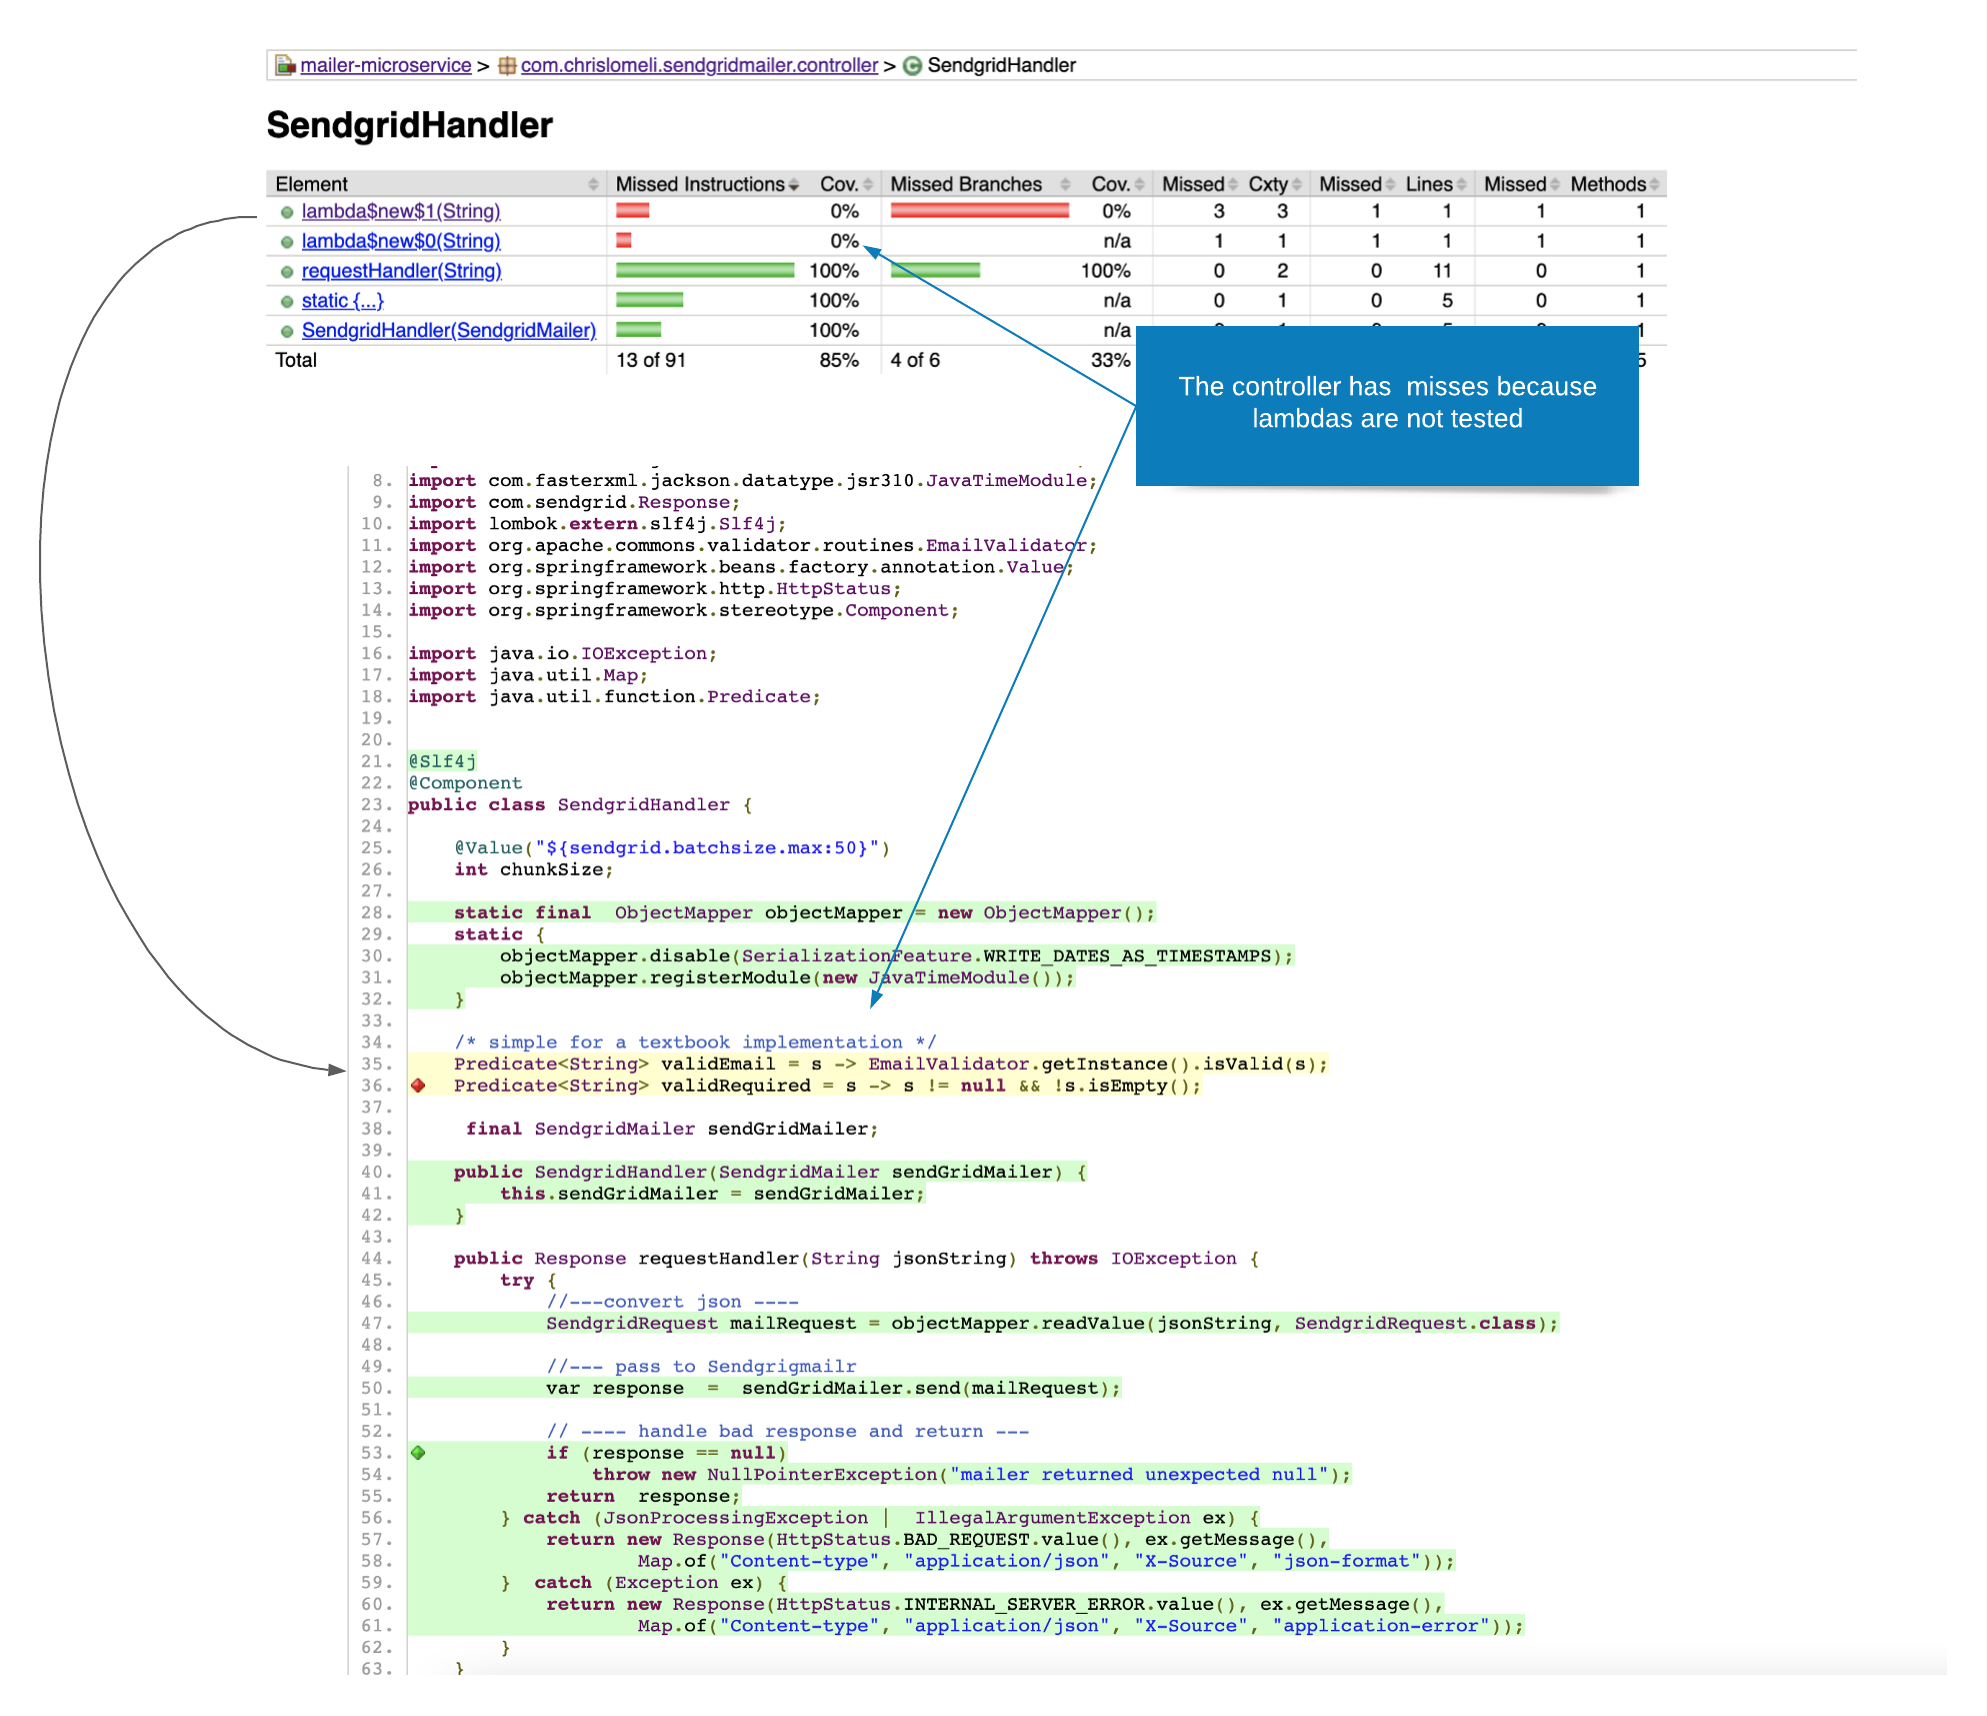 mailer-microservice > com.chrislomeli.sendgridmailer.controller > SendgridHandler
SendgridHandler
Element Missed Instructions Cov. Missed Branches Cov. Missed Cxty Missed Lines Missed Methods
lambda$new$1(String) 0% 0% 3 3 1 1 1 1
lambda$new$0(String) 0% n/a 1 1 1 1 1 1
requestHandler(String) 100% 100% 0 2 0 11 0 1
static {...} 100% n/a 0 1 0 5 0 1
SendgridHandler(SendgridMailer) 100% n/a 1
Total 13 of 91 85% 4 of 6 33% 5
The controller has misses because
lambdas are not tested
8. import com.fasterxml.jackson.datatype.jsr310.JavaTimeModule;
9. import com.sendgrid.Response;
10. import lombok.extern.slf4j.Slf4j;
11. import org.apache.commons.validator.routines.EmailValidator;
12. import org.springframework.beans.factory.annotation.Value;
13. import org.springframework.http.HttpStatus;
14. import org.springframework.stereotype.Component;
15.
16. import java.io.IOException;
17. import java.util.Map;
18. import java.util.function.Predicate;
19.
20.
21. @Slf4j
22. @Component
23. public class SendgridHandler {
24.
25. @Value("${sendgrid.batchsize.max:50}")
26. int chunkSize;
27.
28. static final ObjectMapper objectMapper = new ObjectMapper();
29. static {
30. objectMapper.disable(SerializationFeature.WRITE_DATES_AS_TIMESTAMPS);
31. objectMapper.registerModule(new JavaTimeModule());
32. }
33.
34. /* simple for a textbook implementation */
35. Predicate<String> validEmail = s -> EmailValidator.getInstance().isValid(s);
36. Predicate<String> validRequired = s -> s != null && !s.isEmpty();
37.
38. final SendgridMailer sendGridMailer;
39.
40. public SendgridHandler(SendgridMailer sendGridMailer) {
41. this.sendGridMailer = sendGridMailer;
42. }
43.
44. public Response requestHandler(String jsonString) throws IOException {
45. try {
46. //---convert json ----
47. SendgridRequest mailRequest = objectMapper.readValue(jsonString, SendgridRequest.class);
48.
49. //--- pass to Sendgrigmailr
50. var response = sendGridMailer.send(mailRequest);
51.
52. // ---- handle bad response and return ---
53. if (response == null)
54. throw new NullPointerException("mailer returned unexpected null");
55. return response;
56. } catch (JsonProcessingException | IllegalArgumentException ex) {
57. return new Response(HttpStatus.BAD_REQUEST.value(), ex.getMessage(),
58. Map.of("Content-type", "application/json", "X-Source", "json-format"));
59. } catch (Exception ex) {
60. return new Response(HttpStatus.INTERNAL_SERVER_ERROR.value(), ex.getMessage(),
61. Map.of("Content-type", "application/json", "X-Source", "application-error"));
62. }
63. }